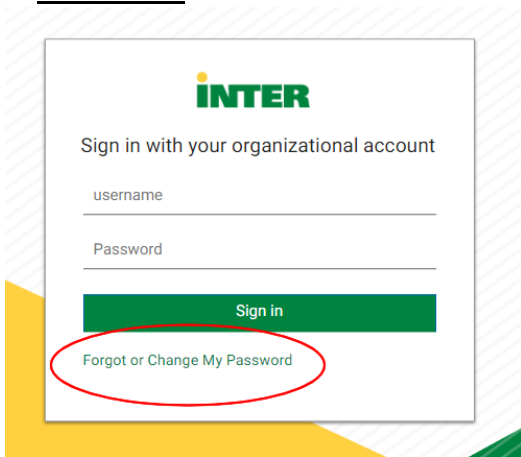 iNTER
Sign in with your organizational account
username
Password
Sign in
Forgot or Change My Password